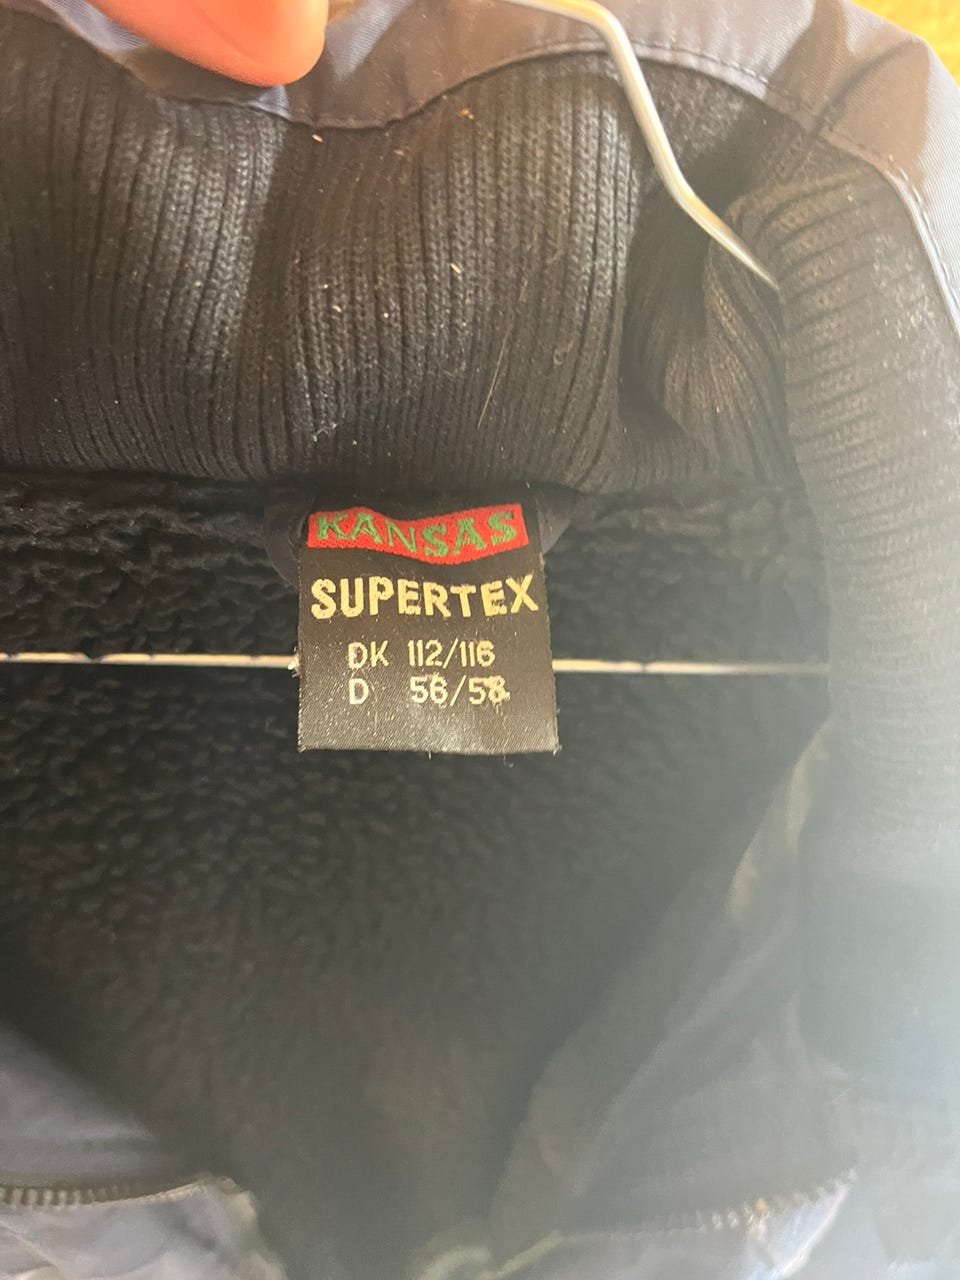 KANSAS
SUPERTEX
DK 112/116
D 56/58